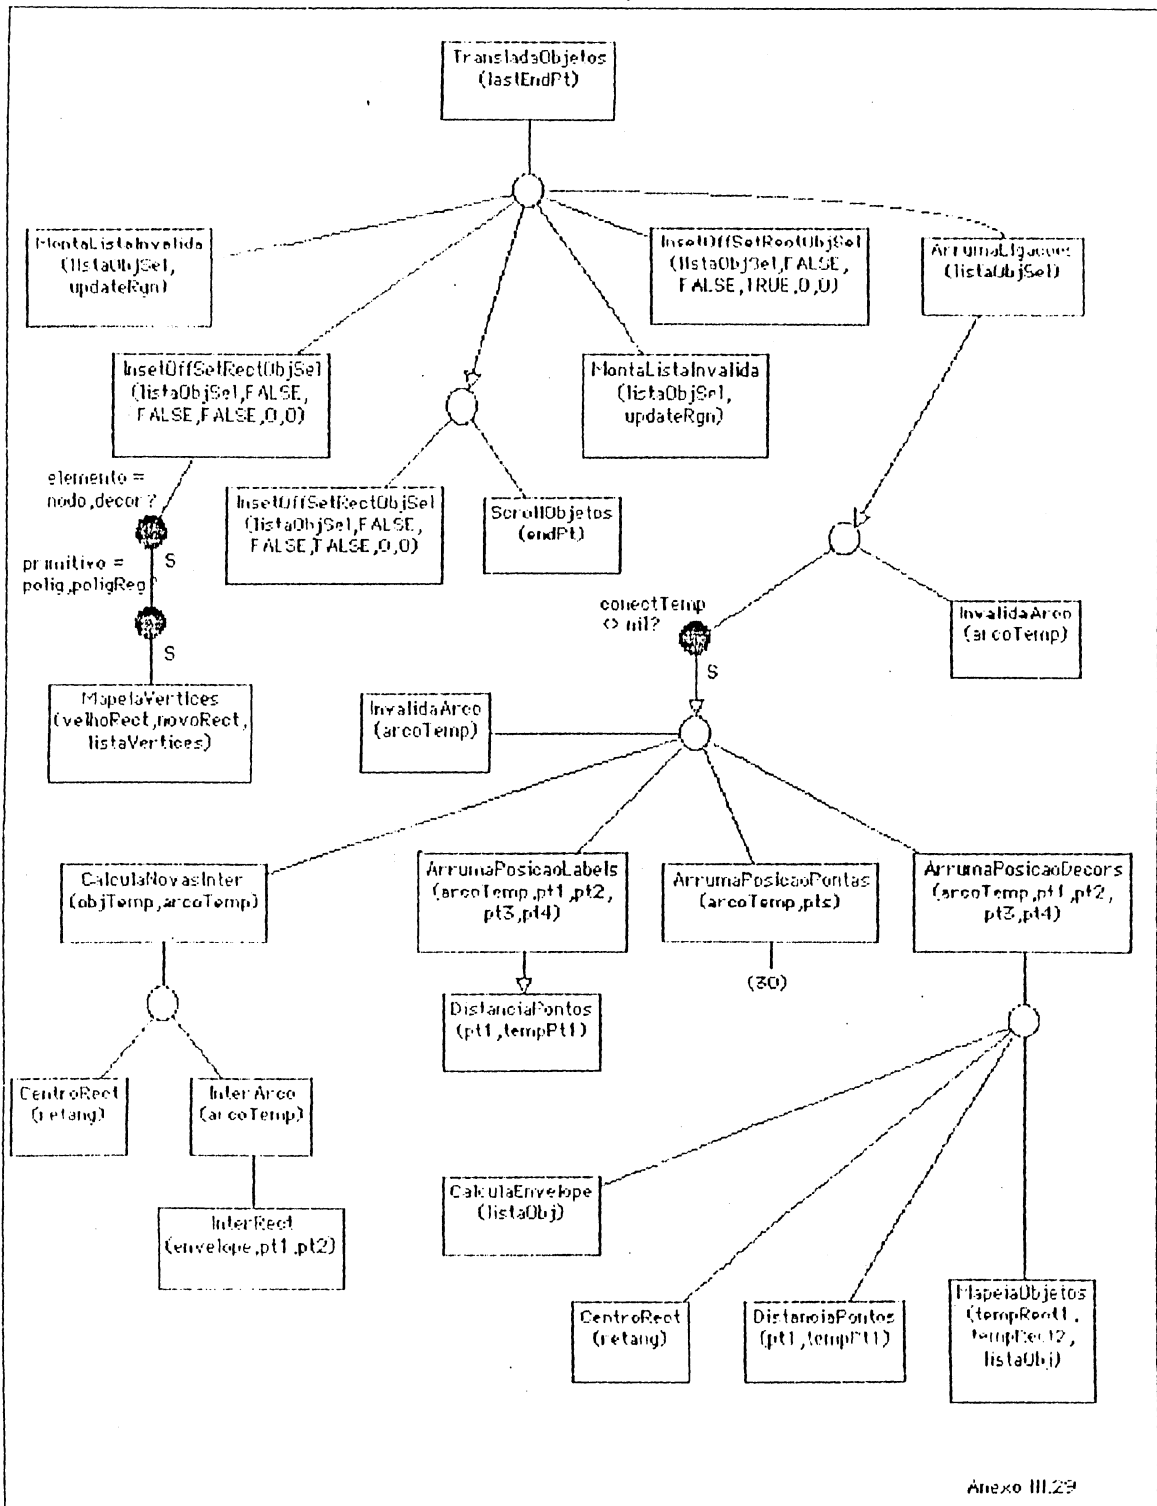 TransladaObjetos
(lastEndPt)
MontaListaInvalida
(listaObjSel,
updateRgn)
InsetOffSetRectObjSel
(listaObjSel,FALSE,
FALSE,TRUE,0,0)
ArrumaLigacoes
(listaObjSel)
InsetOffSetRectObjSel
(listaObjSel,FALSE,
FALSE,FALSE,0,0)
MontaListaInvalida
(listaObjSel,
updateRgn)
elemento =
nodo,decor?
S
InsetOffSetRectObjSel
(listaObjSel,FALSE,
FALSE,FALSE,0,0)
ScrollObjetos
(endPt)
primitivo =
polig,poligReg?
S
conectTemp
<> nil?
S
InvalidaArco
(arcoTemp)
MapeiaVertices
(velhoRect,novoRect,
listaVertices)
InvalidaArco
(arcoTemp)
CalculaNovasInter
(objTemp,arcoTemp)
ArrumaPosicaoLabels
(arcoTemp,pt1,pt2,
pt3,pt4)
ArrumaPosicaoPontas
(arcoTemp,pts)
ArrumaPosicaoDecors
(arcoTemp,pt1,pt2,
pt3,pt4)
(30)
DistanciaPontos
(pt1,tempPt1)
CentroRect
(retang)
InterArco
(arcoTemp)
InterRect
(envelope,pt1,pt2)
CalculaEnvelope
(listaObj)
CentroRect
(retang)
DistanciaPontos
(pt1,tempPt1)
MapeiaObjetos
(tempRect1,
tempRect2,
listaObj)
Anexo III.29